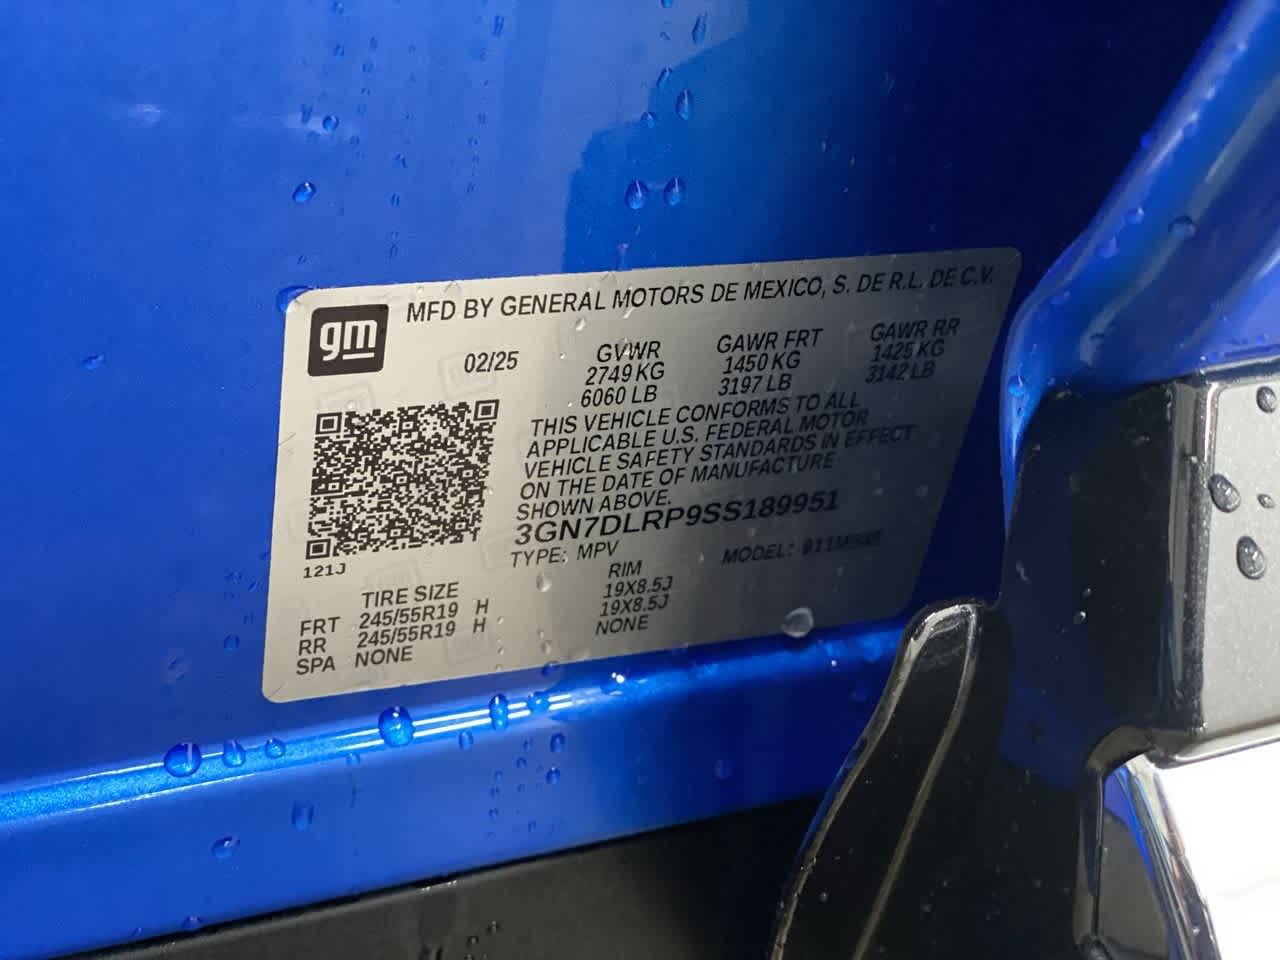 MFD BY GENERAL MOTORS DE MEXICO, S. DE R.L. DE C.V.
gm
02/25
GVWR
2749 KG
6060 LB
GAWR FRT
1450 KG
3197 LB
GAWR RR
1425 KG
3142 LB
THIS VEHICLE CONFORMS TO ALL
APPLICABLE U.S. FEDERAL MOTOR
VEHICLE SAFETY STANDARDS IN EFFECT
ON THE DATE OF MANUFACTURE
SHOWN ABOVE.
3GN7DLRP9SS189951
TYPE: MPV MODEL:
121J
TIRE SIZE RIM
FRT 245/55R19 H 19X8.5J
RR 245/55R19 H 19X8.5J
SPA NONE NONE